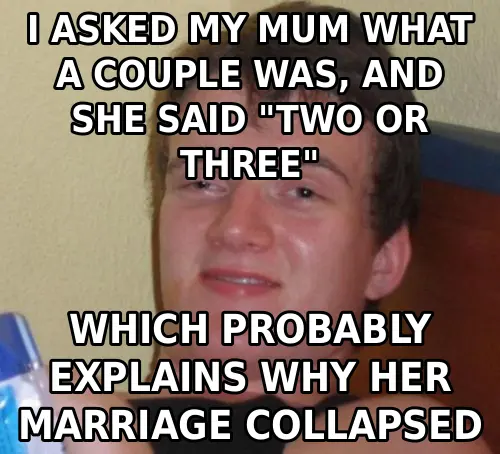 I ASKED MY MUM WHAT
A COUPLE WAS, AND
SHE SAID "TWO OR
THREE"
WHICH PROBABLY
EXPLAINS WHY HER
MARRIAGE COLLAPSED